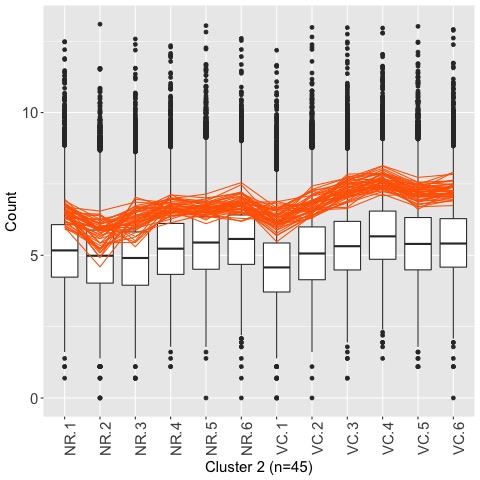 Count
10
5
0
NR.1
NR.2
NR.3
NR.4
NR.5
NR.6
VC.1
VC.2
VC.3
VC.4
VC.5
VC.6
Cluster 2 (n=45)